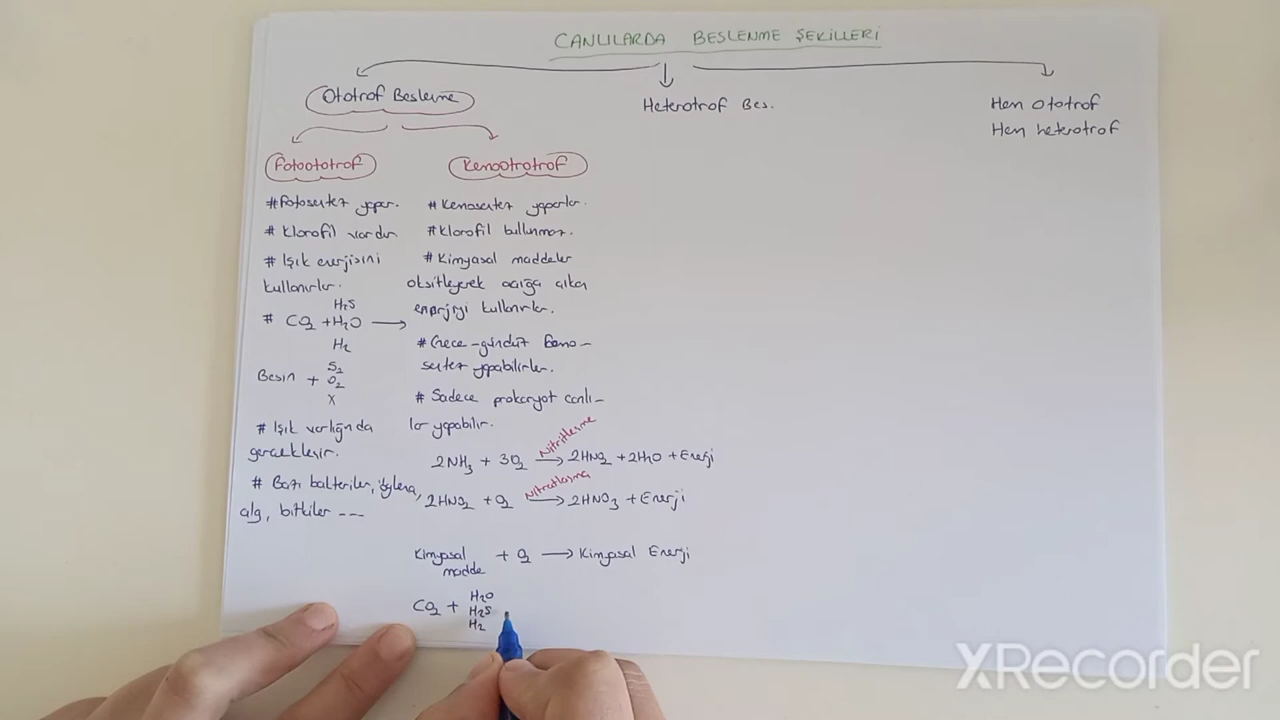 CANLILARDA BESLENME ŞEKİLLERİ
Ototrof Beslenme
Heterotrof Bes.
Hem ototrof
Hem heterotrof
Fotoototrof
Kemoototrof
#Fotosentez yapar.
# Klorofil vardır
# Işık enerjisini
kullanırlar.
# CO2 + H2S H2O H2 →
Besin + S2 O2 X
# Işık varlığında
gerçekleşir.
# Bazı bakteriler, öglena,
alg, bitkiler ---
# Kemosentez yaparlar.
#Klorofil bulunmaz.
# Kimyasal maddeler
oksitleyerek açığa çıkan
enerjiyi kullanırlar.
#Gece-gündüz kemo-
sentez yapabilirler.
# Sadece prokaryot canlı-
lar yapabilir.
Nitritleşme
2NH3 + 3O2 → 2HNO2 + 2H2O + Enerji
Nitratlaşma
2HNO2 + O2 → 2HNO3 + Enerji
Kimyasal madde + O2 → Kimyasal Enerji
CO2 + H2O H2S H2
XRecorder